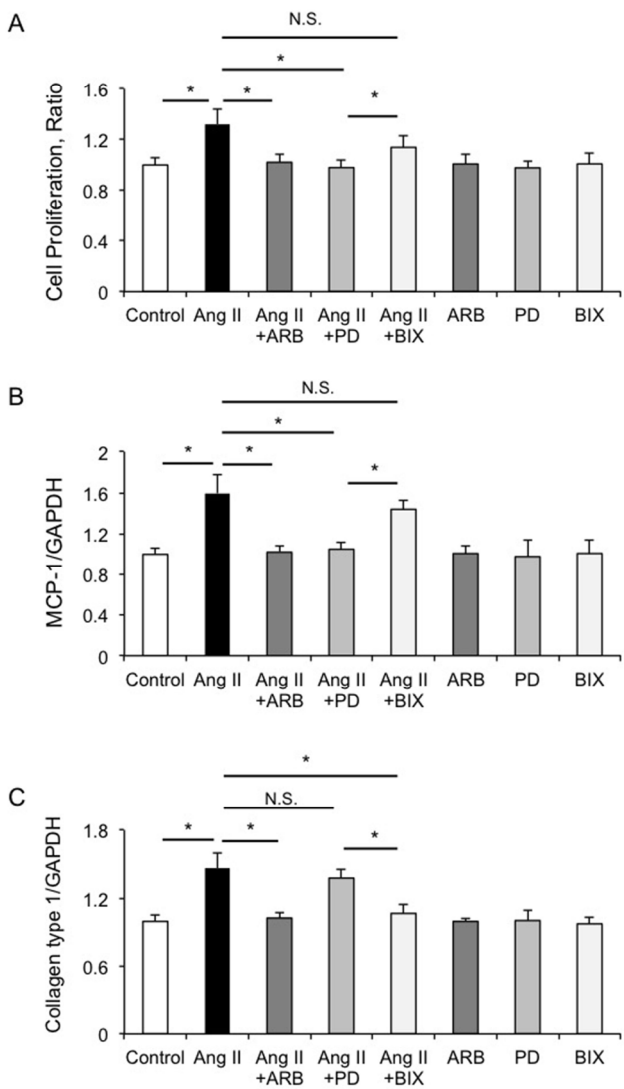 A
N.S.
*
* * *
Cell Proliferation, Ratio
1.6
1.2
0.8
0.4
0
Control Ang II Ang II Ang II Ang II ARB PD BIX
+ARB +PD +BIX
B
N.S.
*
* * *
MCP-1/GAPDH
2
1.6
1.2
0.8
0.4
0
Control Ang II Ang II Ang II Ang II ARB PD BIX
+ARB +PD +BIX
C
*
N.S.
* * *
Collagen type 1/GAPDH
1.8
1.2
0.6
0
Control Ang II Ang II Ang II Ang II ARB PD BIX
+ARB +PD +BIX